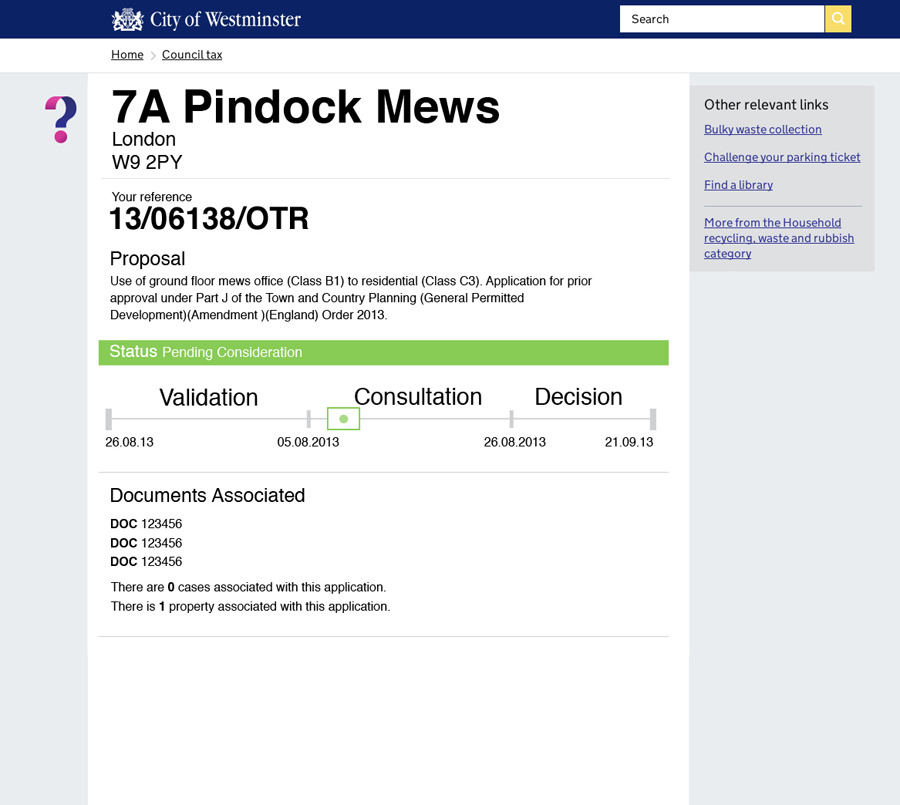 City of Westminster
Search
Home > Council tax
?
7A Pindock Mews
London
W9 2PY
Your reference
13/06138/OTR
Proposal
Use of ground floor mews office (Class B1) to residential (Class C3). Application for prior
approval under Part J of the Town and Country Planning (General Permitted
Development)(Amendment )(England) Order 2013.
Status Pending Consideration
Validation Consultation Decision
26.08.13 05.08.2013 26.08.2013 21.09.13
Documents Associated
DOC 123456
DOC 123456
DOC 123456
There are 0 cases associated with this application.
There is 1 property associated with this application.
Other relevant links
Bulky waste collection
Challenge your parking ticket
Find a library
More from the Household
recycling, waste and rubbish
category